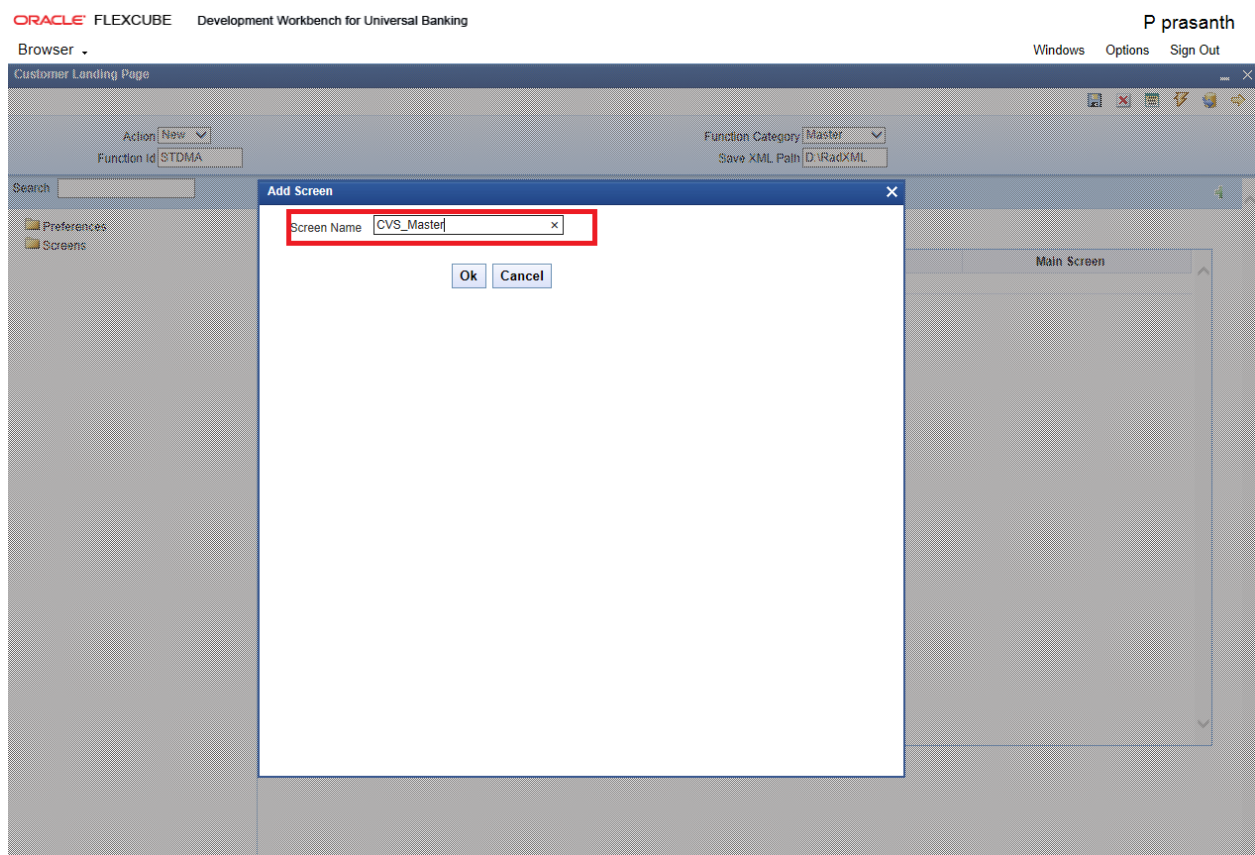 ORACLE FLEXCUBE Development Workbench for Universal Banking P prasanth
Browser Windows Options Sign Out
Customer Landing Page
Action New Function Category Master
Function Id STDMA Save XML Path D:\RadXML
Search
Add Screen
Preferences
Screens
Screen Name CVS_Master
Main Screen
Ok Cancel